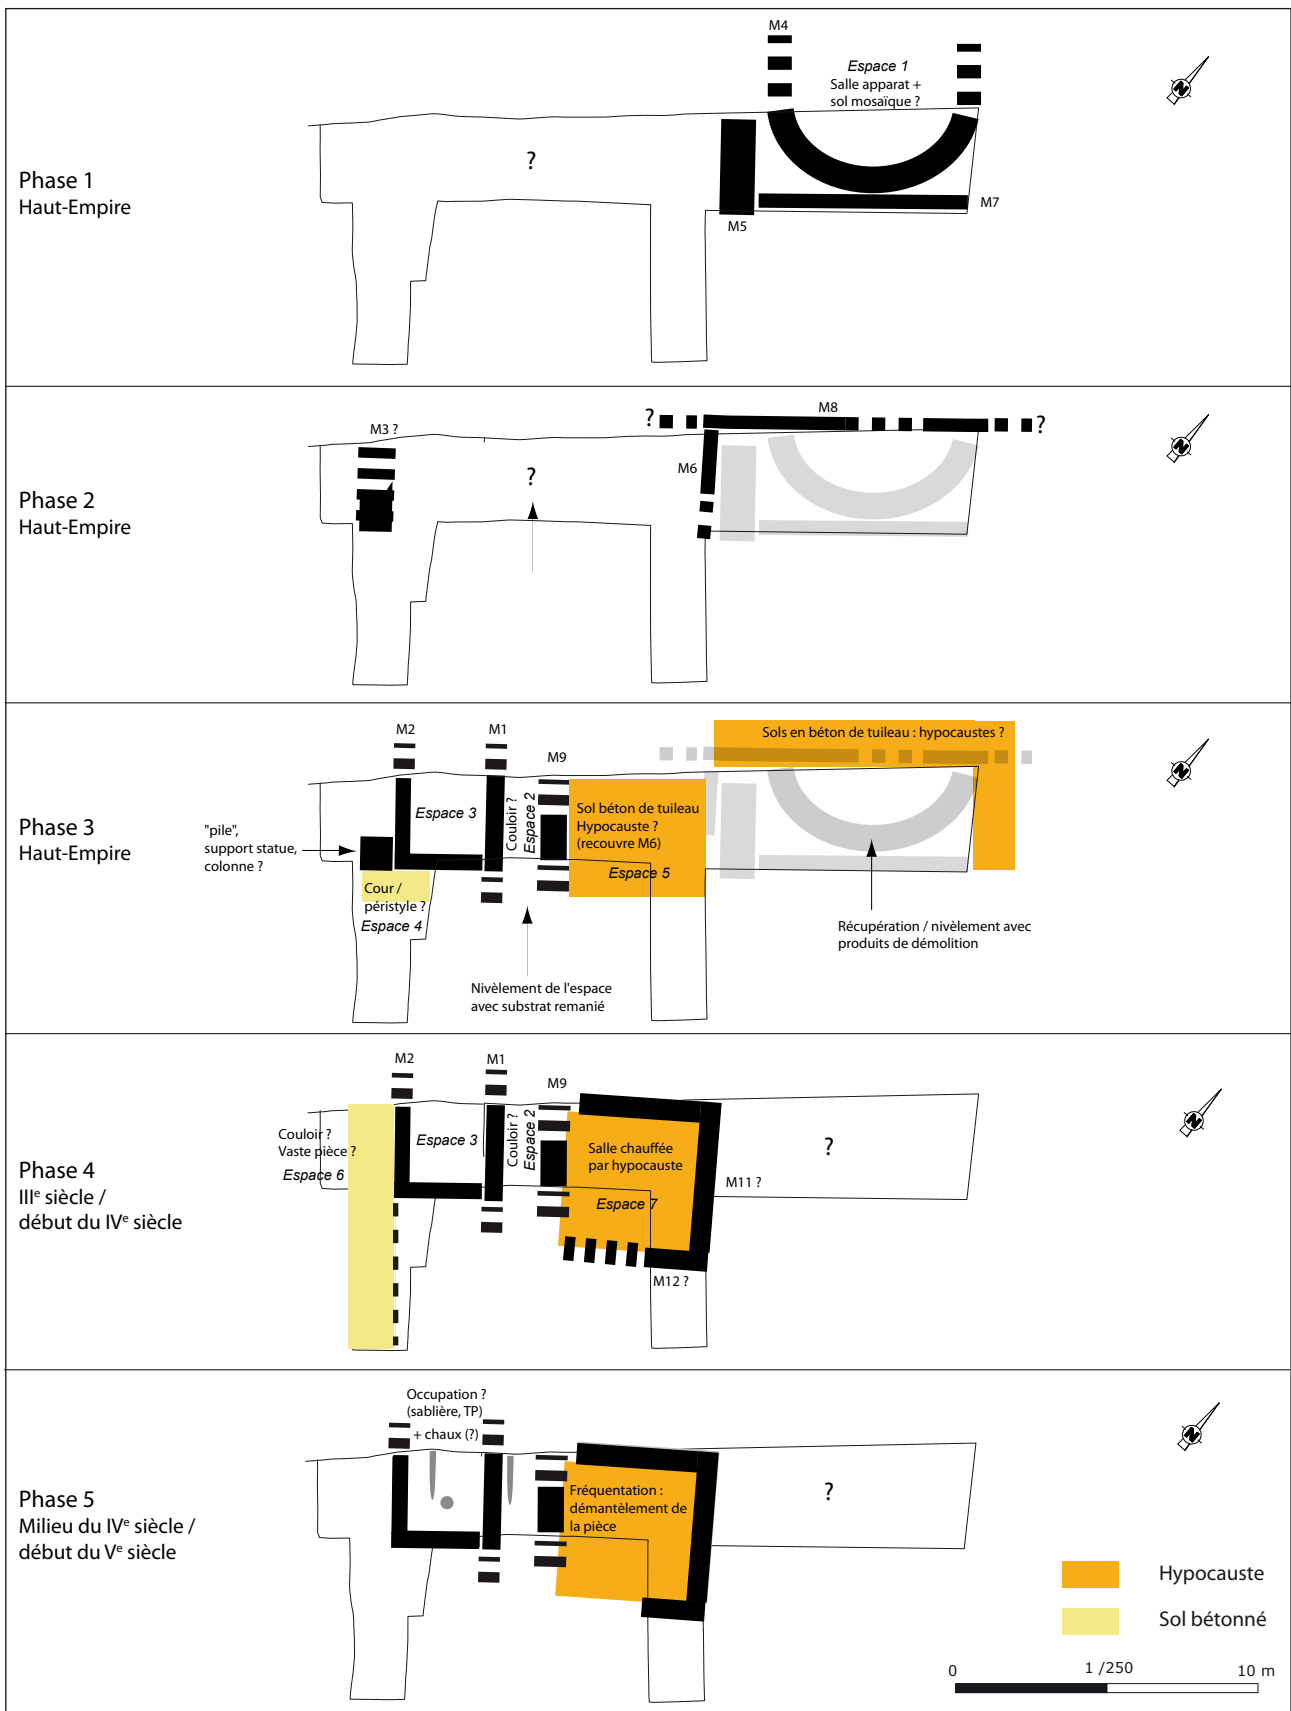 Phase 1
Haut-Empire
M4
Espace 1
Salle apparat +
sol mosaïque ?
N
?
M5
M7
Phase 2
Haut-Empire
M3 ?
?
M6
?
M8
?
N
Phase 3
Haut-Empire
M2
M1
M9
Espace 3
Couloir ?
Espace 2
Sol béton de tuileau
Hypocauste ?
(recouvre M6)
Espace 5
Sols en béton de tuileau : hypocaustes ?
N
"pile",
support statue,
colonne ?
Cour /
péristyle ?
Espace 4
Nivèlement de l'espace
avec substrat remanié
Récupération / nivèlement avec
produits de démolition
Phase 4
IIIe siècle /
début du IVe siècle
M2
M1
M9
Couloir ?
Vaste pièce ?
Espace 6
Espace 3
Couloir ?
Espace 2
Salle chauffée
par hypocauste
Espace 7
M11 ?
M12 ?
?
N
Phase 5
Milieu du IVe siècle /
début du Ve siècle
Occupation ?
(sablière, TP)
+ chaux (?)
Fréquentation :
démantèlement de
la pièce
?
N
Hypocauste
Sol bétonné
0
1 /250
10 m